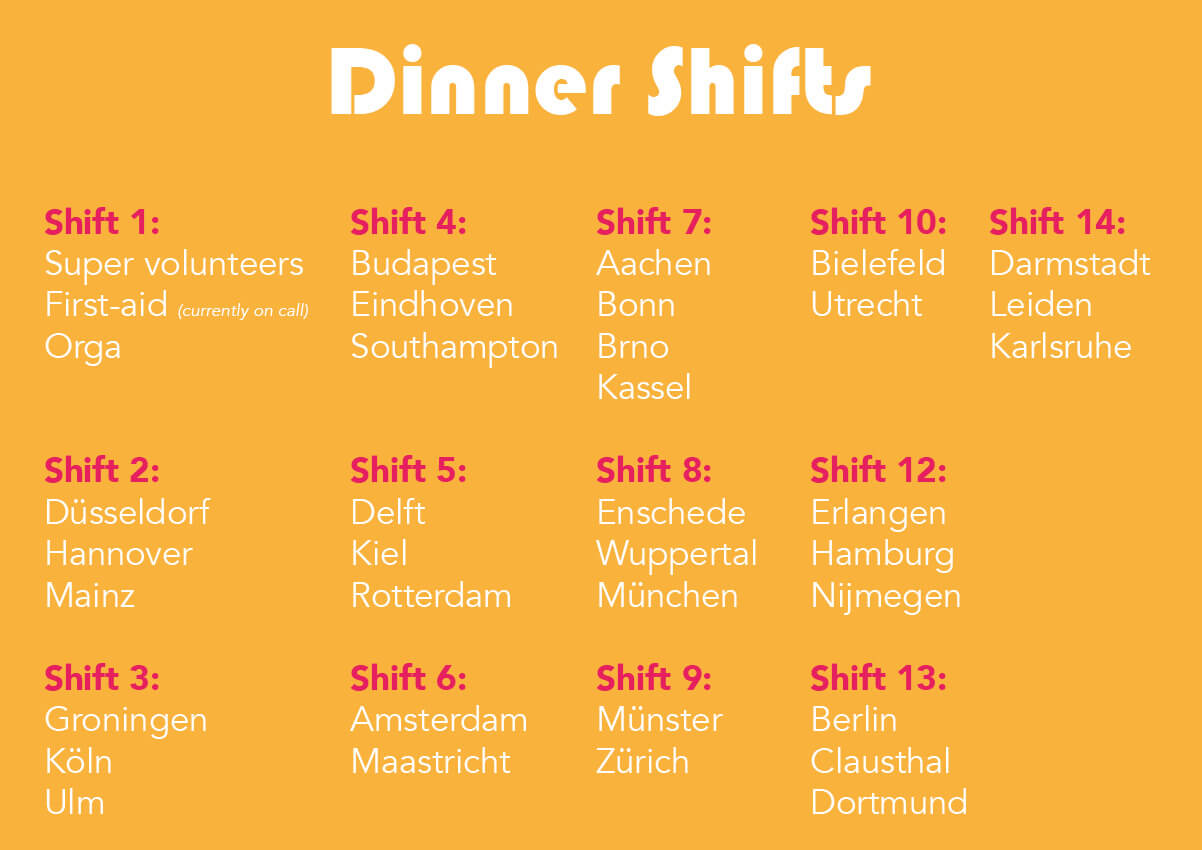 Dinner Shifts
Shift 1:
Super volunteers
First-aid (currently on call)
Orga
Shift 2:
Düsseldorf
Hannover
Mainz
Shift 3:
Groningen
Köln
Ulm
Shift 4:
Budapest
Eindhoven
Southampton
Shift 5:
Delft
Kiel
Rotterdam
Shift 6:
Amsterdam
Maastricht
Shift 7:
Aachen
Bonn
Brno
Kassel
Shift 8:
Enschede
Wuppertal
München
Shift 9:
Münster
Zürich
Shift 10:
Bielefeld
Utrecht
Shift 12:
Erlangen
Hamburg
Nijmegen
Shift 13:
Berlin
Clausthal
Dortmund
Shift 14:
Darmstadt
Leiden
Karlsruhe